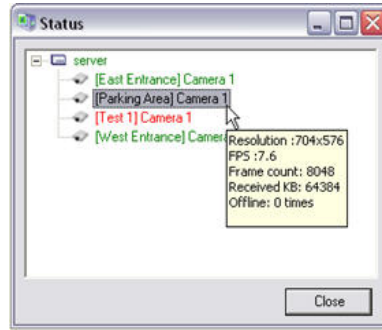 Status
server
[East Entrance] Camera 1
[Parking Area] Camera 1
[Test 1] Camera 1
[West Entrance] Camer
Resolution :704x576
FPS :7.6
Frame count: 8048
Received KB: 64384
Offline: 0 times
Close